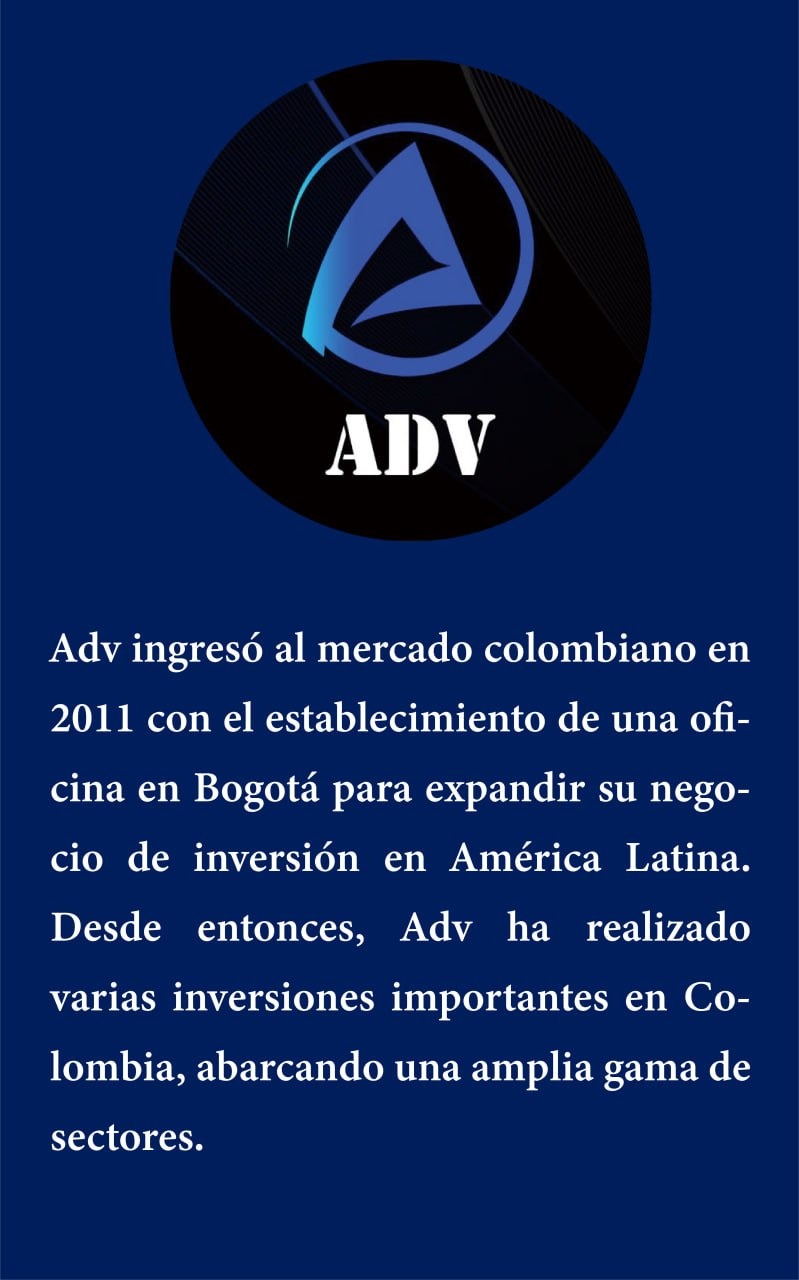 ADV
Adv ingresó al mercado colombiano en
2011 con el establecimiento de una ofi-
cina en Bogotá para expandir su nego-
cio de inversión en América Latina.
Desde entonces, Adv ha realizado
varias inversiones importantes en Co-
lombia, abarcando una amplia gama de
sectores.